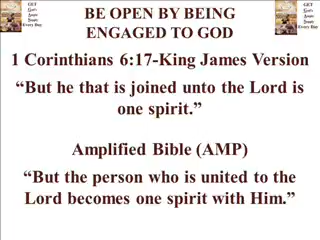 BE OPEN BY BEING
ENGAGED TO GOD
1 Corinthians 6:17-King James Version
“But he that is joined unto the Lord is
one spirit.”
Amplified Bible (AMP)
“But the person who is united to the
Lord becomes one spirit with Him.”